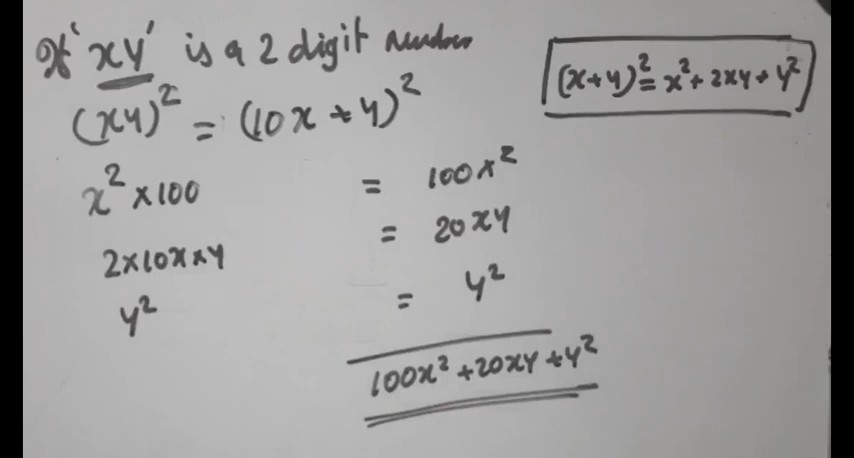 If 'xy' is a 2 digit number
(x+y)² = x² + 2xy + y²
(xy)² = (10x + y)²
x² × 100 = 100x²
2×10x×y = 20xy
y² = y²
100x² + 20xy + y²